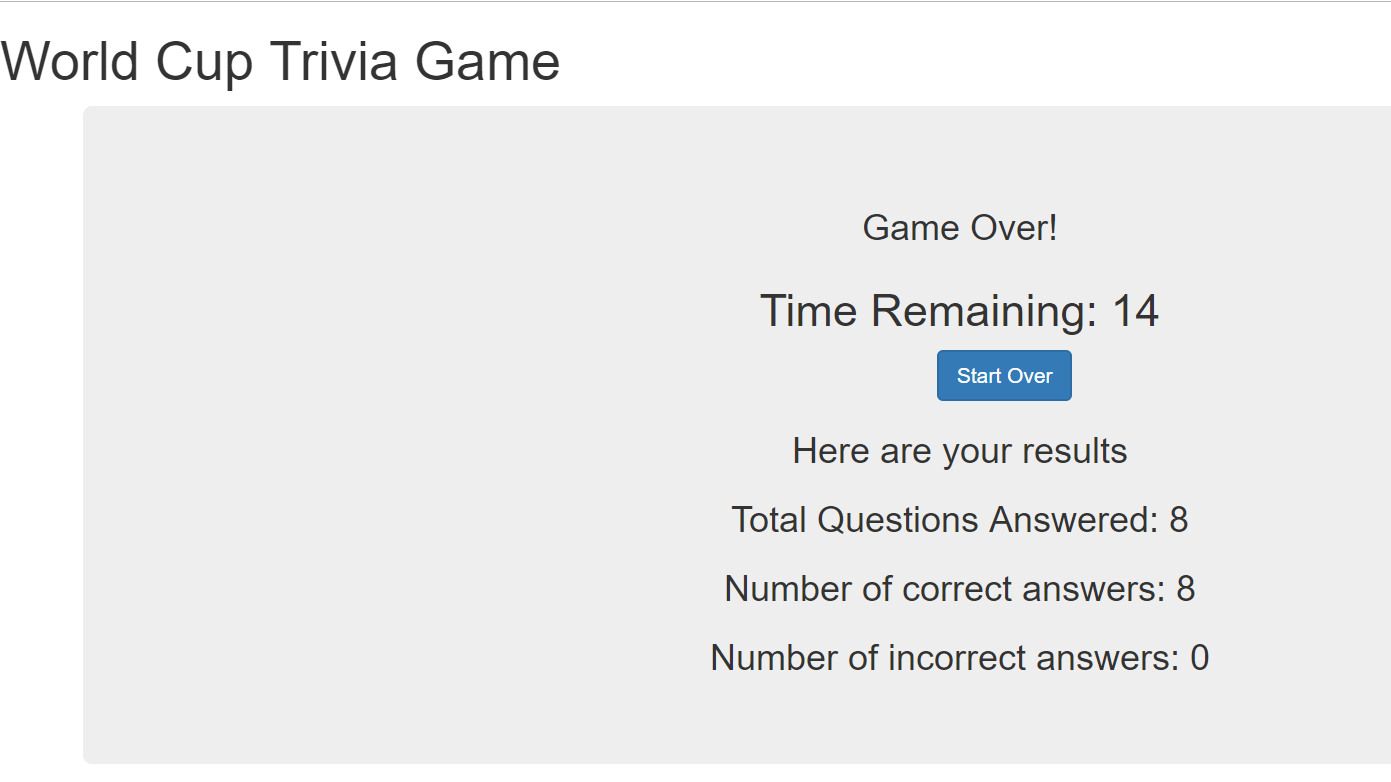 World Cup Trivia Game
Game Over!
Time Remaining: 14
Start Over
Here are your results
Total Questions Answered: 8
Number of correct answers: 8
Number of incorrect answers: 0